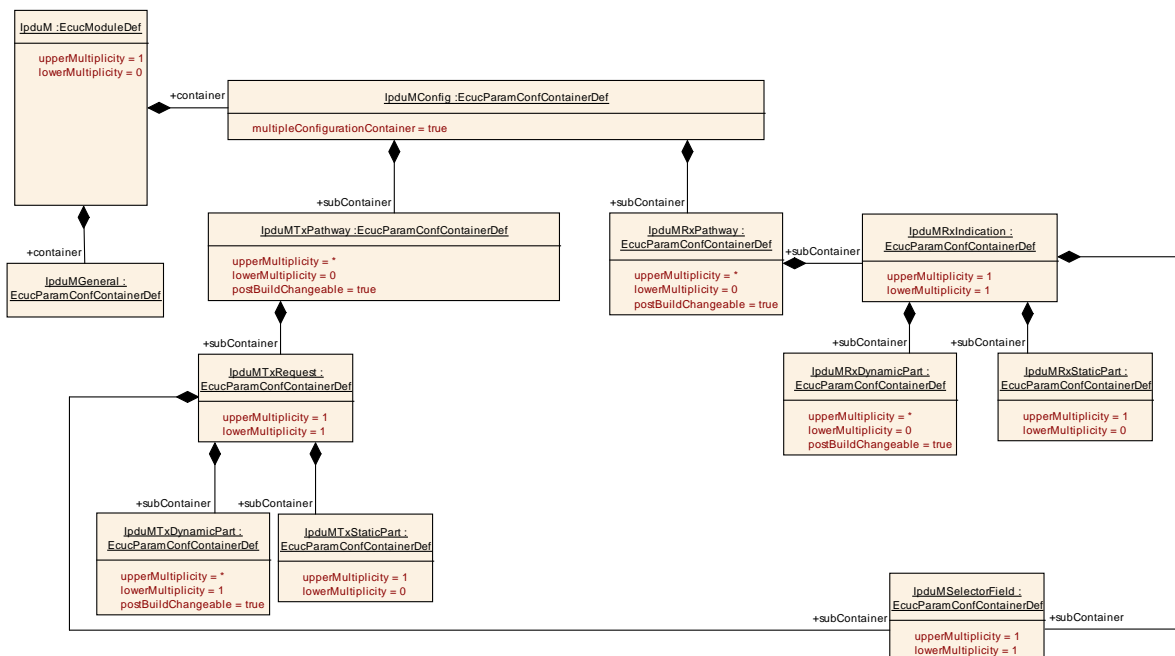 IpduM :EcucModuleDef
upperMultiplicity = 1
lowerMultiplicity = 0
+container
IpduMConfig :EcucParamConfContainerDef
multipleConfigurationContainer = true
+subContainer
+subContainer
IpduMTxPathway :EcucParamConfContainerDef
upperMultiplicity = *
lowerMultiplicity = 0
postBuildChangeable = true
IpduMRxPathway :
EcucParamConfContainerDef
upperMultiplicity = *
lowerMultiplicity = 0
postBuildChangeable = true
+subContainer
IpduMRxIndication :
EcucParamConfContainerDef
upperMultiplicity = 1
lowerMultiplicity = 1
+container
IpduMGeneral :
EcucParamConfContainerDef
+subContainer
+subContainer
+subContainer
IpduMTxRequest :
EcucParamConfContainerDef
upperMultiplicity = 1
lowerMultiplicity = 1
IpduMRxDynamicPart :
EcucParamConfContainerDef
upperMultiplicity = *
lowerMultiplicity = 0
postBuildChangeable = true
IpduMRxStaticPart :
EcucParamConfContainerDef
upperMultiplicity = 1
lowerMultiplicity = 0
+subContainer
+subContainer
IpduMTxDynamicPart :
EcucParamConfContainerDef
upperMultiplicity = *
lowerMultiplicity = 1
postBuildChangeable = true
IpduMTxStaticPart :
EcucParamConfContainerDef
upperMultiplicity = 1
lowerMultiplicity = 0
+subContainer
IpduMSelectorField :
EcucParamConfContainerDef
upperMultiplicity = 1
lowerMultiplicity = 1
+subContainer